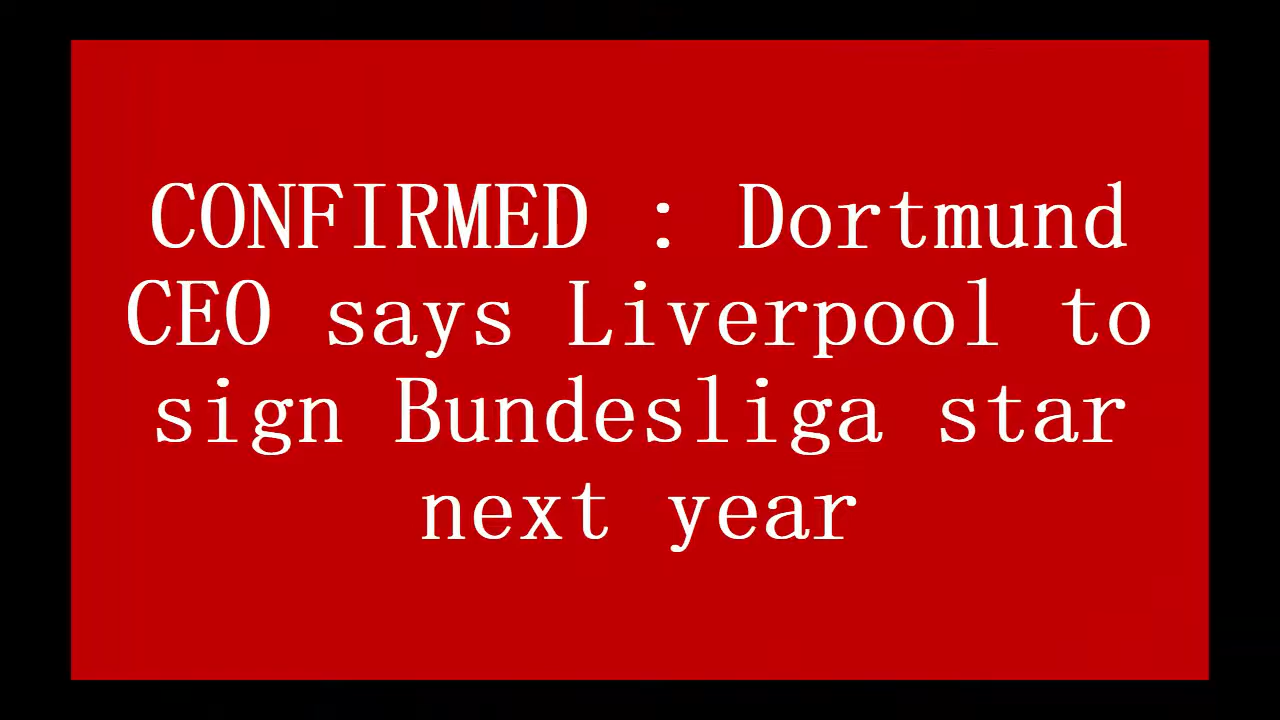 CONFIRMED : Dortmund
CEO says Liverpool to
sign Bundesliga star
next year